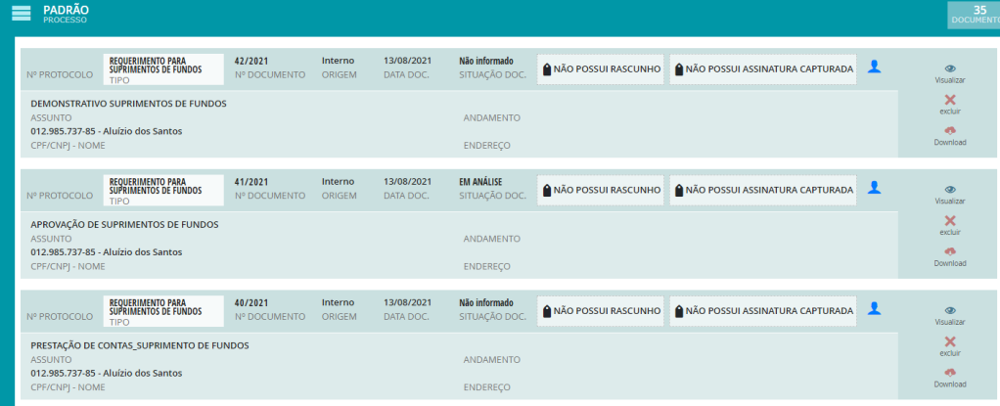 PADRÃO
PROCESSO
35
DOCUMENTO
Nº PROTOCOLO
REQUERIMENTO PARA
SUPRIMENTOS DE FUNDOS
TIPO
42/2021
Nº DOCUMENTO
Interno
ORIGEM
13/08/2021
DATA DOC.
Não informado
SITUAÇÃO DOC.
NÃO POSSUI RASCUNHO
NÃO POSSUI ASSINATURA CAPTURADA
Visualizar
excluir
Download
DEMONSTRATIVO SUPRIMENTOS DE FUNDOS
ASSUNTO
ANDAMENTO
012.985.737-85 - Aluízio dos Santos
CPF/CNPJ - NOME
ENDEREÇO
Nº PROTOCOLO
REQUERIMENTO PARA
SUPRIMENTOS DE FUNDOS
TIPO
41/2021
Nº DOCUMENTO
Interno
ORIGEM
13/08/2021
DATA DOC.
EM ANÁLISE
SITUAÇÃO DOC.
NÃO POSSUI RASCUNHO
NÃO POSSUI ASSINATURA CAPTURADA
Visualizar
excluir
Download
APROVAÇÃO DE SUPRIMENTOS DE FUNDOS
ASSUNTO
ANDAMENTO
012.985.737-85 - Aluízio dos Santos
CPF/CNPJ - NOME
ENDEREÇO
Nº PROTOCOLO
REQUERIMENTO PARA
SUPRIMENTOS DE FUNDOS
TIPO
40/2021
Nº DOCUMENTO
Interno
ORIGEM
13/08/2021
DATA DOC.
Não informado
SITUAÇÃO DOC.
NÃO POSSUI RASCUNHO
NÃO POSSUI ASSINATURA CAPTURADA
Visualizar
excluir
Download
PRESTAÇÃO DE CONTAS_SUPRIMENTO DE FUNDOS
ASSUNTO
ANDAMENTO
012.985.737-85 - Aluízio dos Santos
CPF/CNPJ - NOME
ENDEREÇO